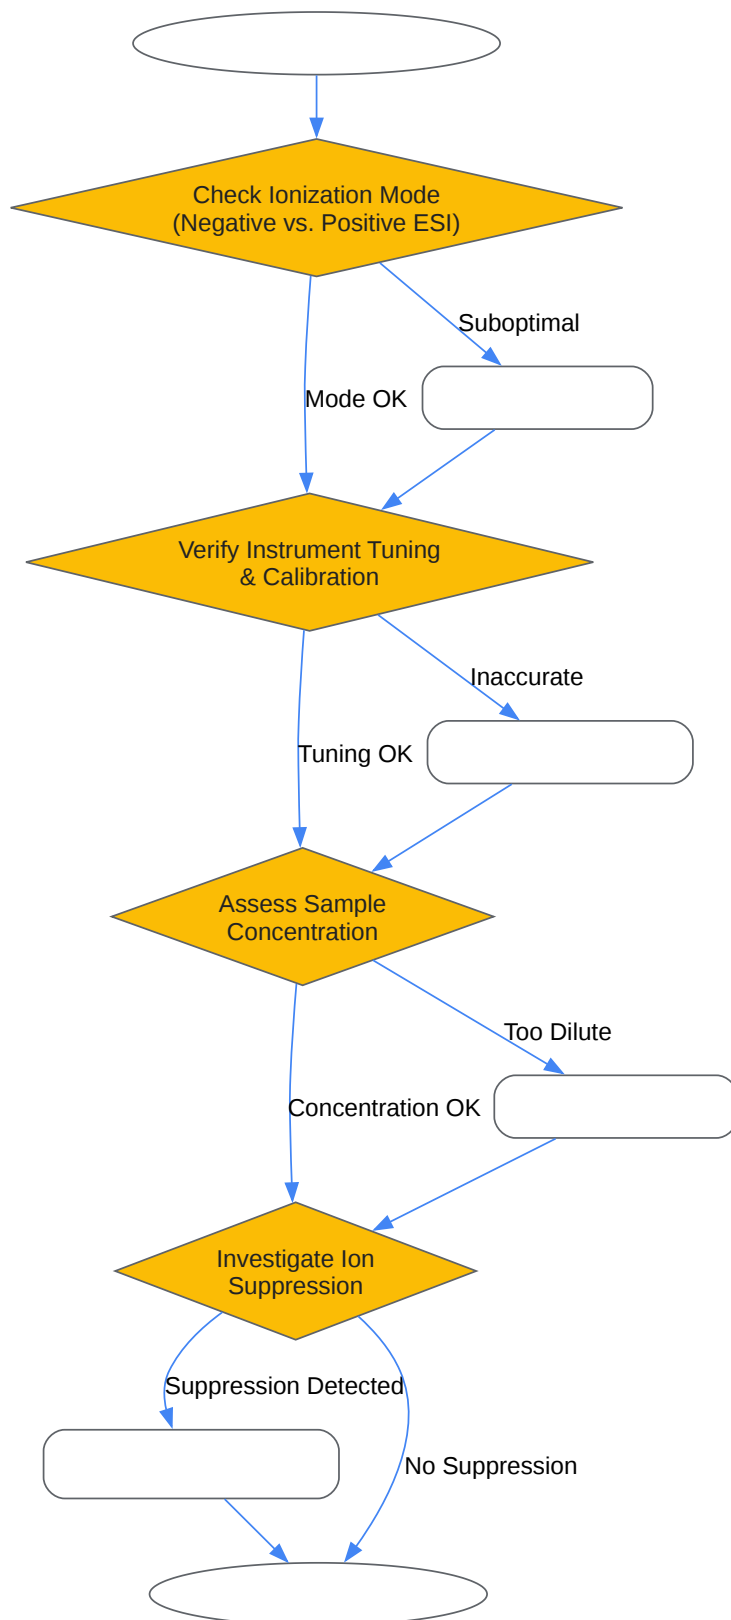 Check Ionization Mode
(Negative vs. Positive ESI)
Suboptimal
Mode OK
Verify Instrument Tuning
& Calibration
Inaccurate
Tuning OK
Assess Sample
Concentration
Too Dilute
Concentration OK
Investigate Ion
Suppression
Suppression Detected
No Suppression